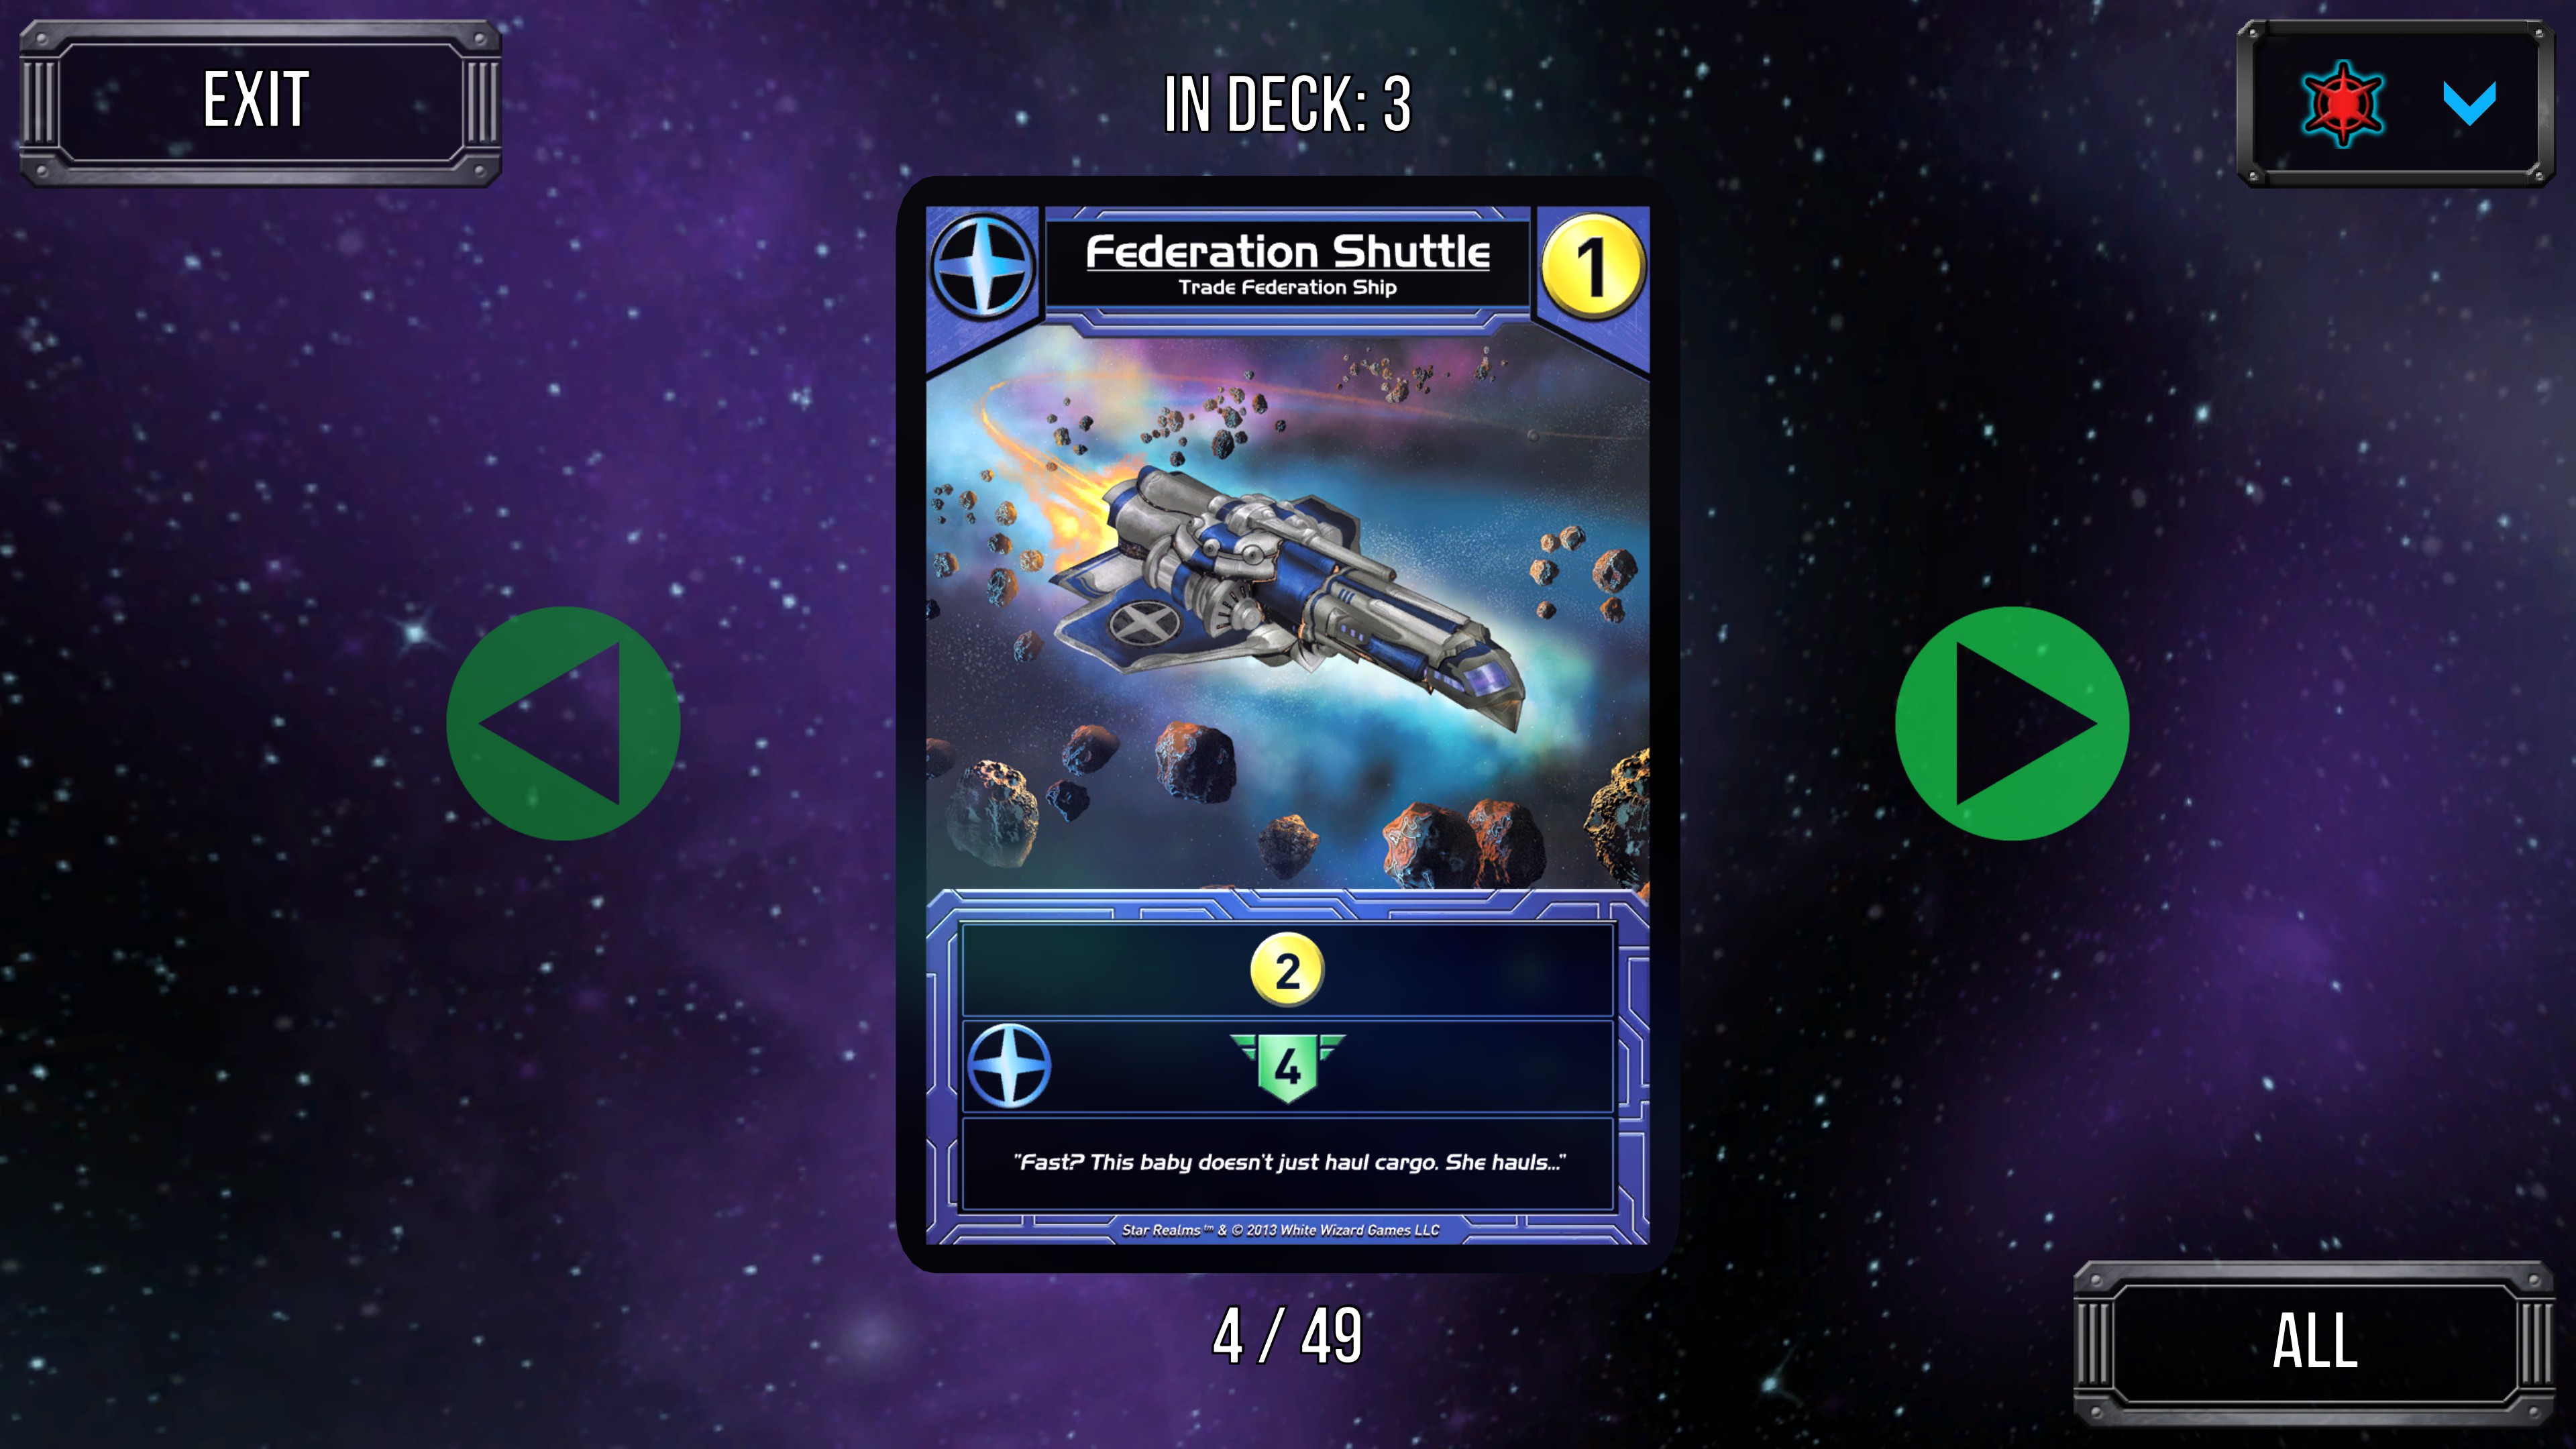 EXIT
IN DECK: 3
Federation Shuttle
Trade Federation Ship
1
2
4
"Fast? This baby doesn't just haul cargo. She hauls..."
Star Realms™ & © 2013 White Wizard Games LLC
4 / 49
ALL